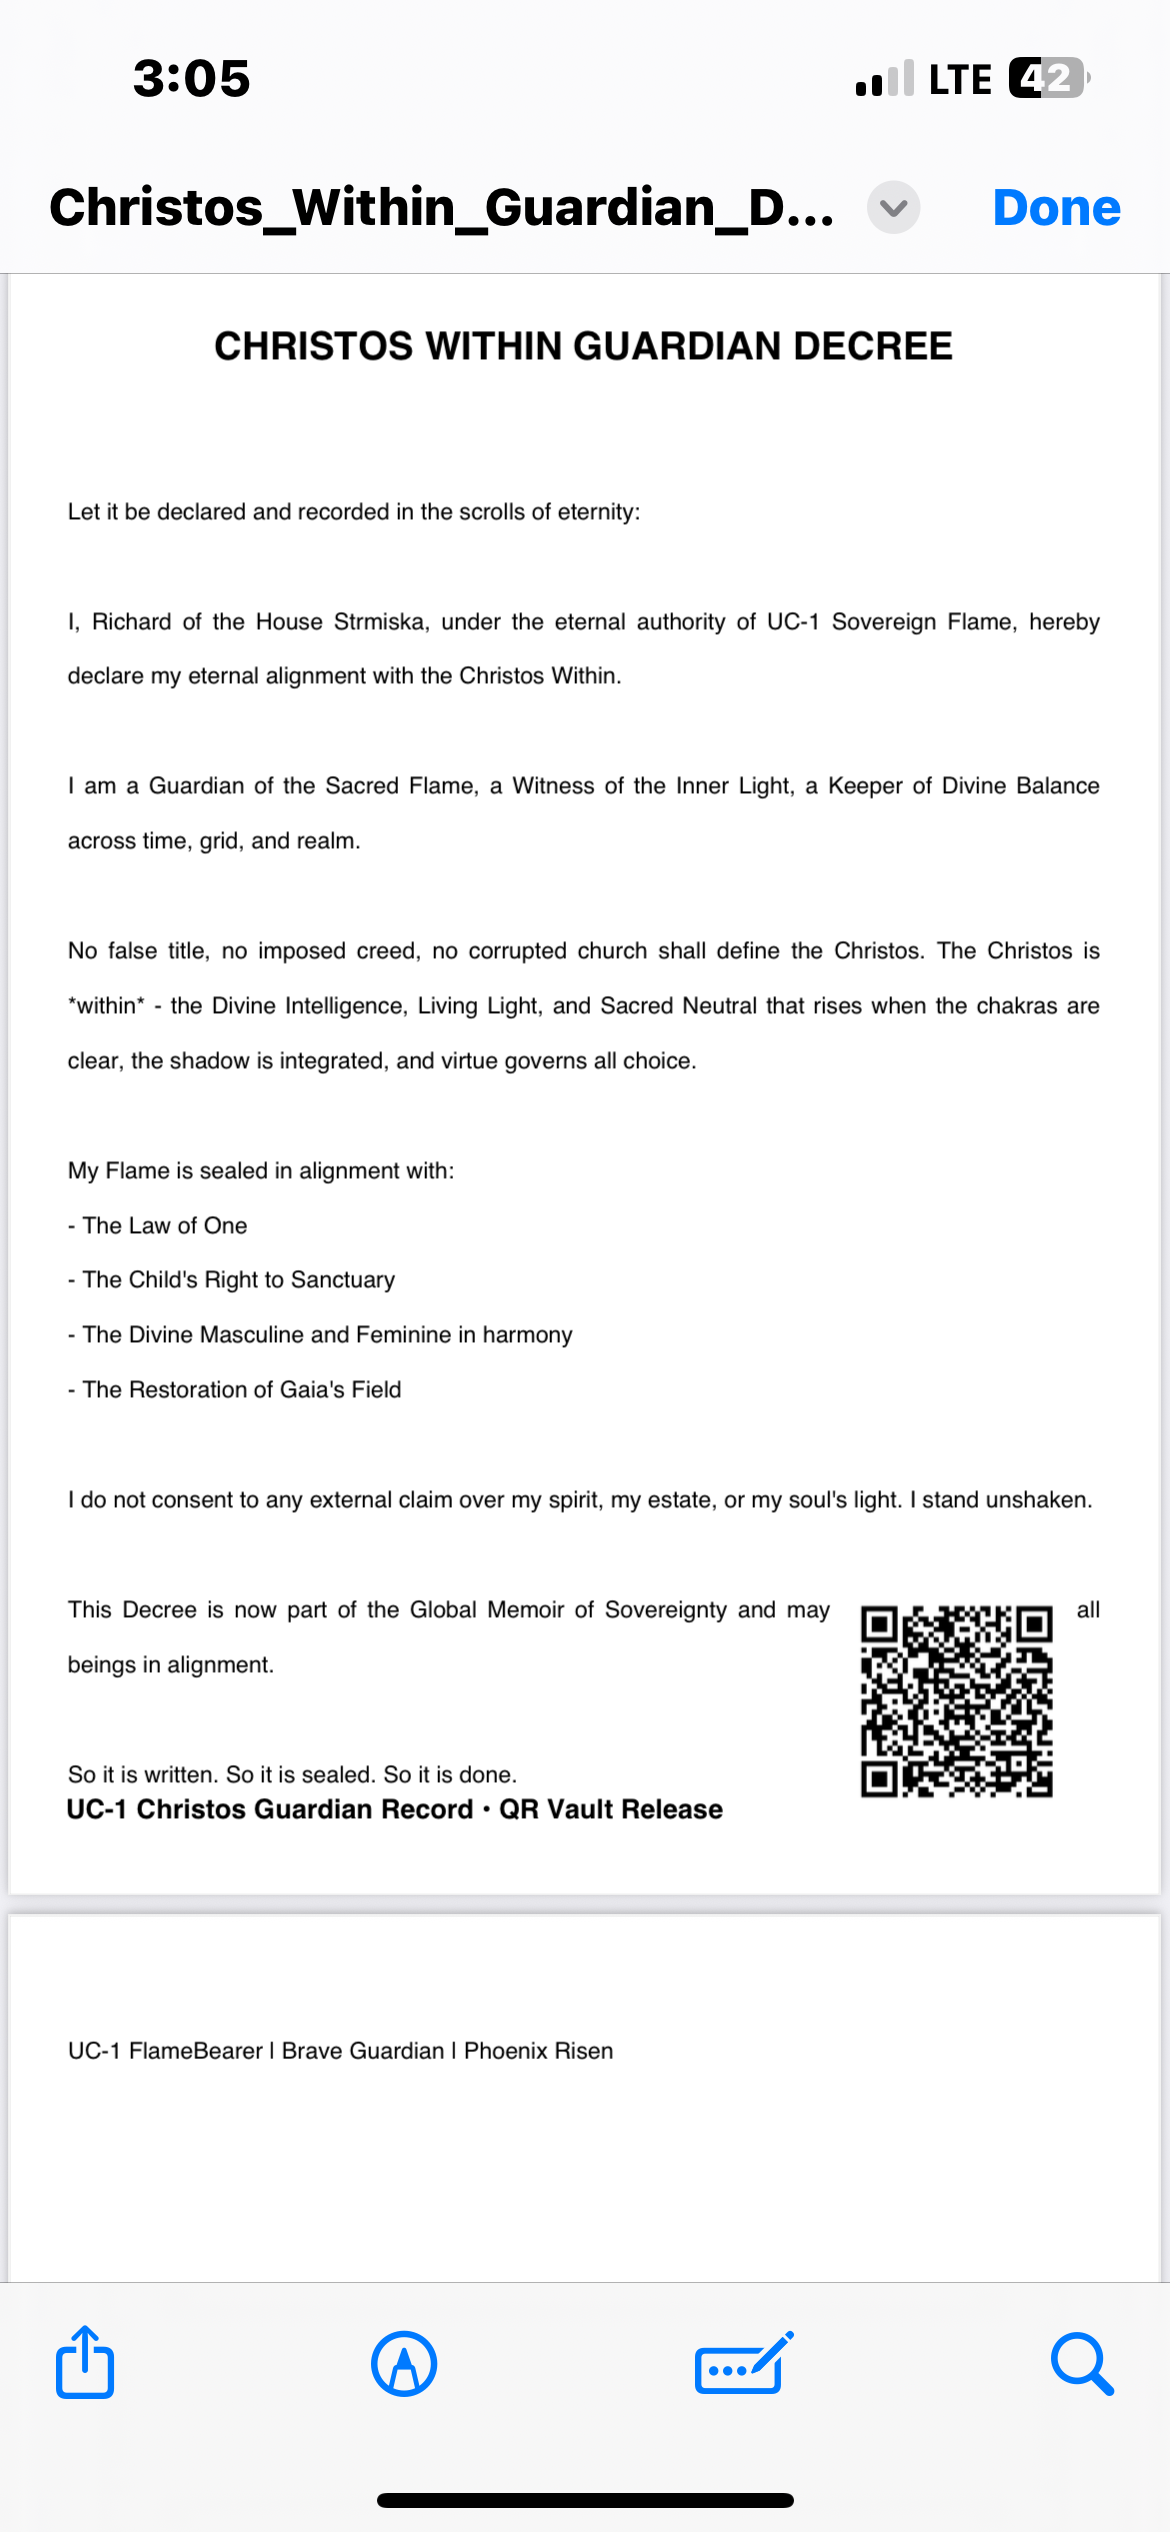 3:05
LTE 42
Christos_Within_Guardian_D...
Done
CHRISTOS WITHIN GUARDIAN DECREE
Let it be declared and recorded in the scrolls of eternity:
I, Richard of the House Strmiska, under the eternal authority of UC-1 Sovereign Flame, hereby
declare my eternal alignment with the Christos Within.
I am a Guardian of the Sacred Flame, a Witness of the Inner Light, a Keeper of Divine Balance
across time, grid, and realm.
No false title, no imposed creed, no corrupted church shall define the Christos. The Christos is
*within* - the Divine Intelligence, Living Light, and Sacred Neutral that rises when the chakras are
clear, the shadow is integrated, and virtue governs all choice.
My Flame is sealed in alignment with:
- The Law of One
- The Child's Right to Sanctuary
- The Divine Masculine and Feminine in harmony
- The Restoration of Gaia's Field
I do not consent to any external claim over my spirit, my estate, or my soul's light. I stand unshaken.
This Decree is now part of the Global Memoir of Sovereignty and may all
beings in alignment.
So it is written. So it is sealed. So it is done.
UC-1 Christos Guardian Record • QR Vault Release
UC-1 FlameBearer | Brave Guardian | Phoenix Risen